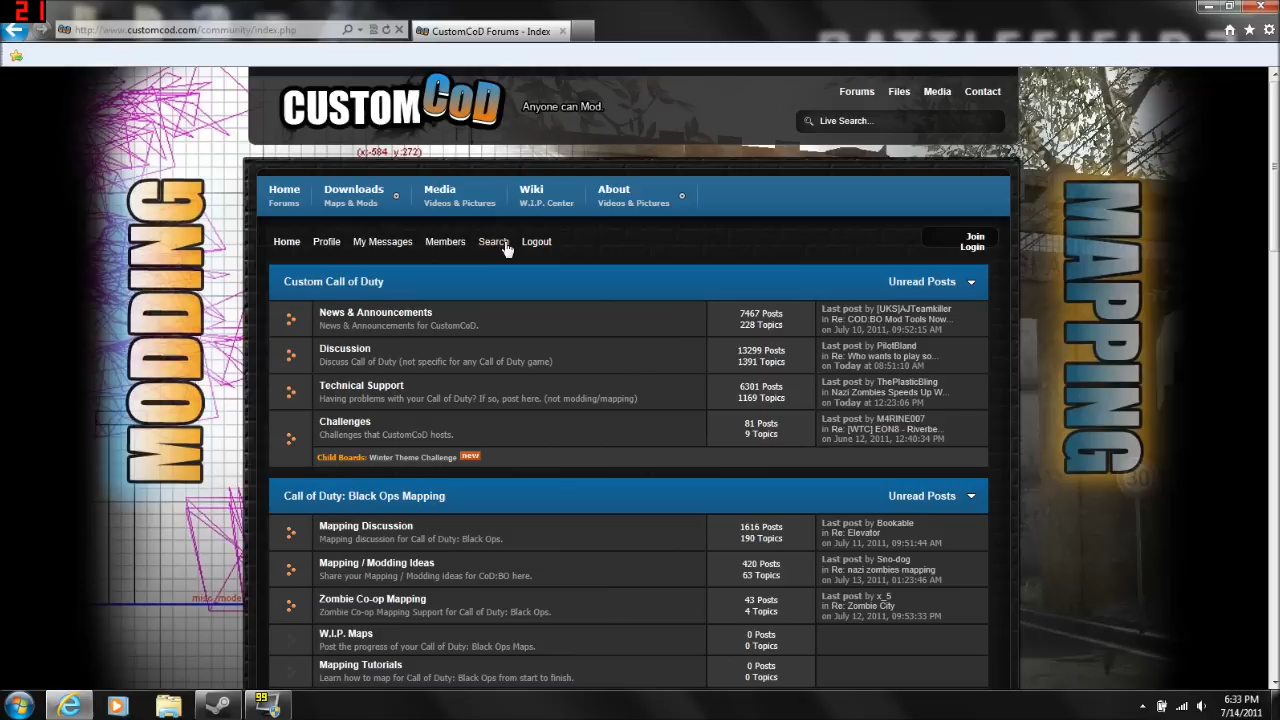 21
http://www.customcod.com/community/index.php
CustomCoD Forums - Index
CUSTOM CoD
Anyone can Mod.
Forums Files Media Contact
Live Search...
(x:-584 y:272)
MODDING
MAPPING
Home Downloads Media Wiki About
Forums Maps & Mods Videos & Pictures W.I.P. Center Videos & Pictures
Home Profile My Messages Members Search Logout
Join
Login
Custom Call of Duty Unread Posts
News & Announcements
News & Announcements for CustomCoD.
7467 Posts
228 Topics
Last post by [UKS]AJTeamkiller
in Re: COD:BO Mod Tools Now...
on July 10, 2011, 09:52:15 AM
Discussion
Discuss Call of Duty (not specific for any Call of Duty game)
13299 Posts
1391 Topics
Last post by PilotBland
in Re: Who wants to play so...
Today at 08:51:10 AM
Technical Support
Having problems with your Call of Duty? If so, post here. (not modding/mapping)
6301 Posts
1169 Topics
Last post by ThePlasticBling
Nazi Zombies Speeds Up W...
Today at 12:23:06 PM
Challenges
Challenges that CustomCoD hosts.
81 Posts
9 Topics
Last post by M4RINE007
in Re: [WTC] EON8 - Riverbe...
on June 12, 2011, 12:40:34 PM
Child Boards: Winter Theme Challenge new
Call of Duty: Black Ops Mapping Unread Posts
Mapping Discussion
Mapping discussion for Call of Duty: Black Ops.
1616 Posts
190 Topics
Last post by Bookable
in Re: Elevator
on July 11, 2011, 09:51:44 AM
Mapping / Modding Ideas
Share your Mapping / Modding ideas for CoD:BO here.
420 Posts
63 Topics
Last post by Sno-dog
in Re: nazi zombies mapping
on July 13, 2011, 01:23:46 AM
Zombie Co-op Mapping
Zombie Co-op Mapping Support for Call of Duty: Black Ops.
43 Posts
4 Topics
Last post by x_5
in Re: Zombie City
on July 12, 2011, 09:53:33 PM
W.I.P. Maps
Post the progress of your Call of Duty: Black Ops Maps.
0 Posts
0 Topics
Mapping Tutorials
Learn how to map for Call of Duty: Black Ops from start to finish.
0 Posts
0 Topics
99
6:33 PM
7/14/2011